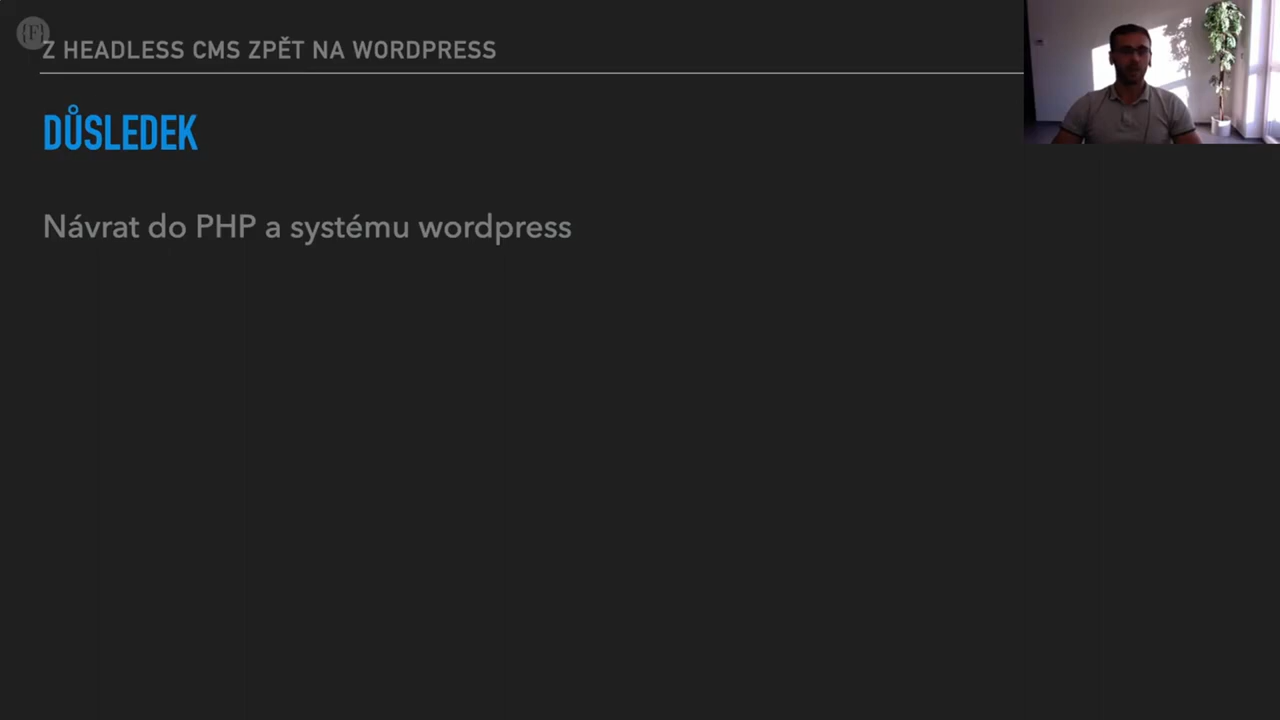 {F}
Z HEADLESS CMS ZPĚT NA WORDPRESS
DŮSLEDEK
Návrat do PHP a systému wordpress